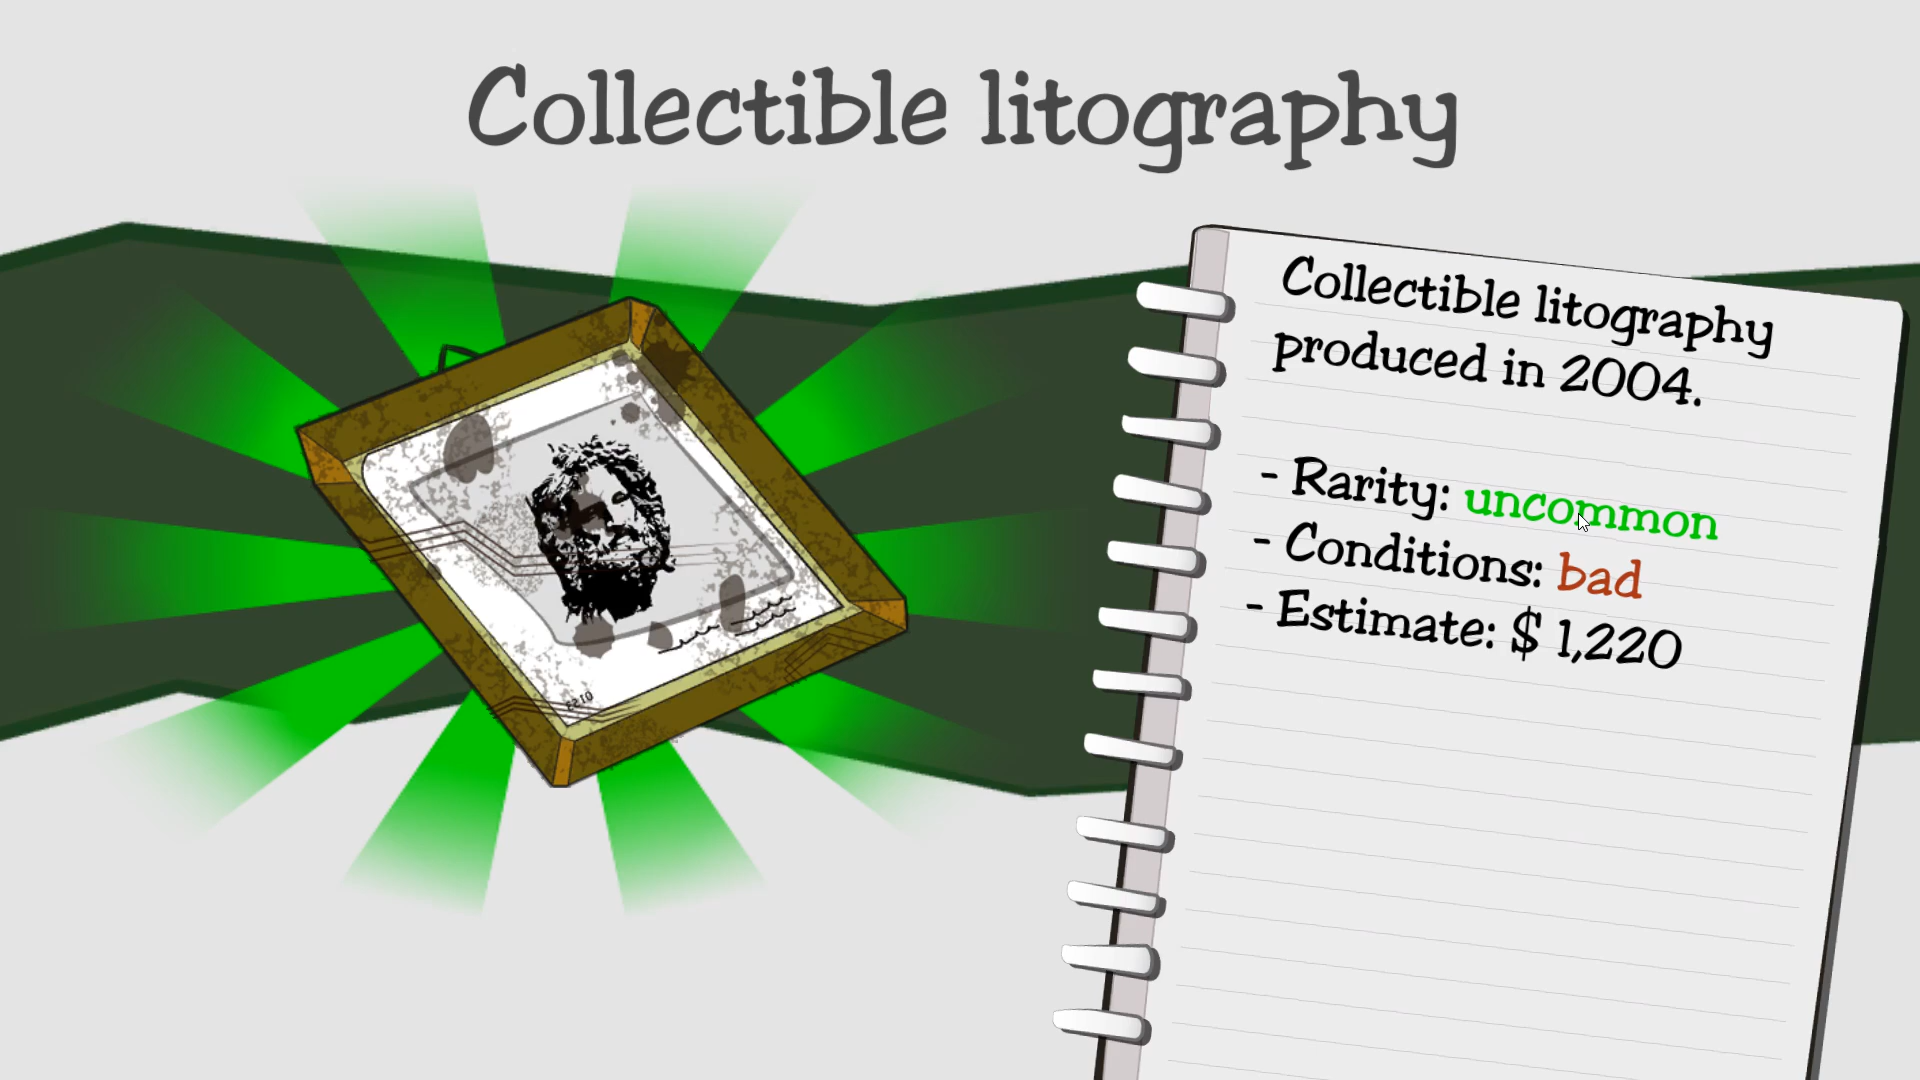 Collectible litography
Collectible litography
produced in 2004.
- Rarity: uncommon
- Conditions: bad
- Estimate: $ 1,220